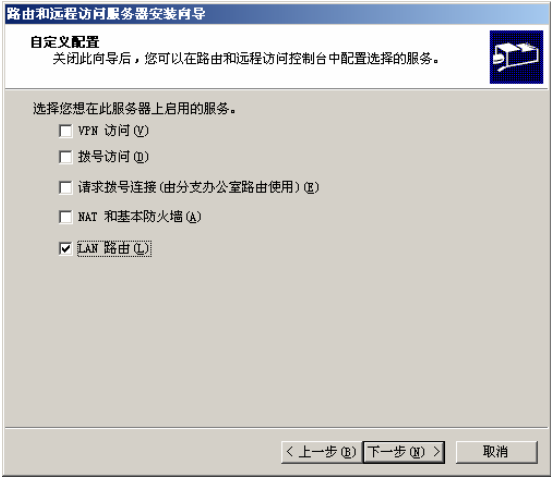 路由和远程访问服务器安装向导
自定义配置
关闭此向导后，您可以在路由和远程访问控制台中配置选择的服务。
选择您想在此服务器上启用的服务。
VPN 访问(V)
拨号访问(D)
请求拨号连接(由分支办公室路由使用)(E)
NAT 和基本防火墙(A)
LAN 路由(L)
< 上一步(B) 下一步(N) > 取消